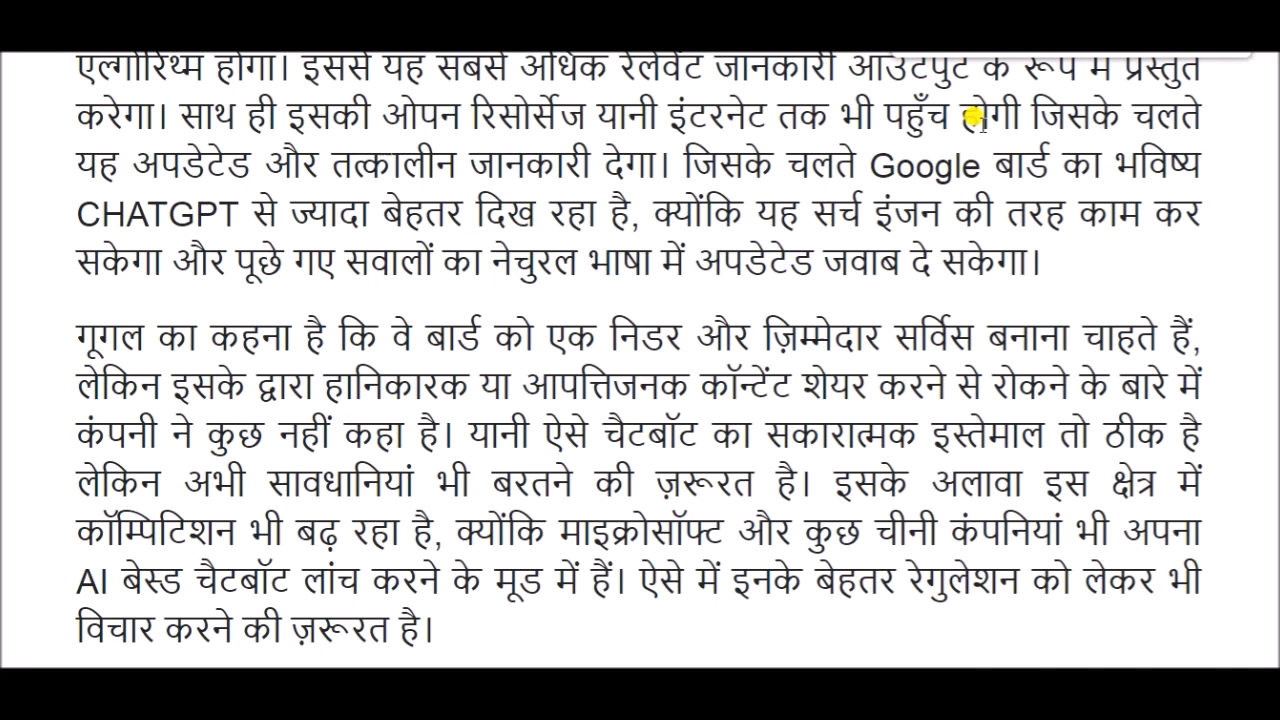 एल्गोरिथ्म होगा। इससे यह सबसे अधिक रेलेवेंट जानकारी आउटपुट के रूप में प्रस्तुत
करेगा। साथ ही इसकी ओपन रिसोर्सेज यानी इंटरनेट तक भी पहुँच होगी जिसके चलते
यह अपडेटेड और तत्कालीन जानकारी देगा। जिसके चलते Google बार्ड का भविष्य
CHATGPT से ज्यादा बेहतर दिख रहा है, क्योंकि यह सर्च इंजन की तरह काम कर
सकेगा और पूछे गए सवालों का नेचुरल भाषा में अपडेटेड जवाब दे सकेगा।
गूगल का कहना है कि वे बार्ड को एक निडर और ज़िम्मेदार सर्विस बनाना चाहते हैं,
लेकिन इसके द्वारा हानिकारक या आपत्तिजनक कॉन्टेंट शेयर करने से रोकने के बारे में
कंपनी ने कुछ नहीं कहा है। यानी ऐसे चैटबॉट का सकारात्मक इस्तेमाल तो ठीक है
लेकिन अभी सावधानियां भी बरतने की ज़रूरत है। इसके अलावा इस क्षेत्र में
कॉम्पिटिशन भी बढ़ रहा है, क्योंकि माइक्रोसॉफ्ट और कुछ चीनी कंपनियां भी अपना
AI बेस्ड चैटबॉट लांच करने के मूड में हैं। ऐसे में इनके बेहतर रेगुलेशन को लेकर भी
विचार करने की ज़रूरत है।